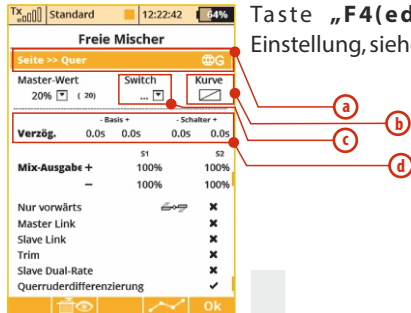 Tx Standard 12:22:42 64%
Freie Mischer
Seite >> Quer G
Master-Wert Switch Kurve
20% ( 20) ...
- Basis + - Schalter +
Verzög. 0.0s 0.0s 0.0s 0.0s
S1 S2
Mix-Ausgabe + 100% 100%
– 100% 100%
Nur vorwärts
Master Link
Slave Link
Trim
Slave Dual-Rate
Querruderdifferenzierung
Ok
Taste „F4(ed
Einstellung, sieh
a
b
c
d